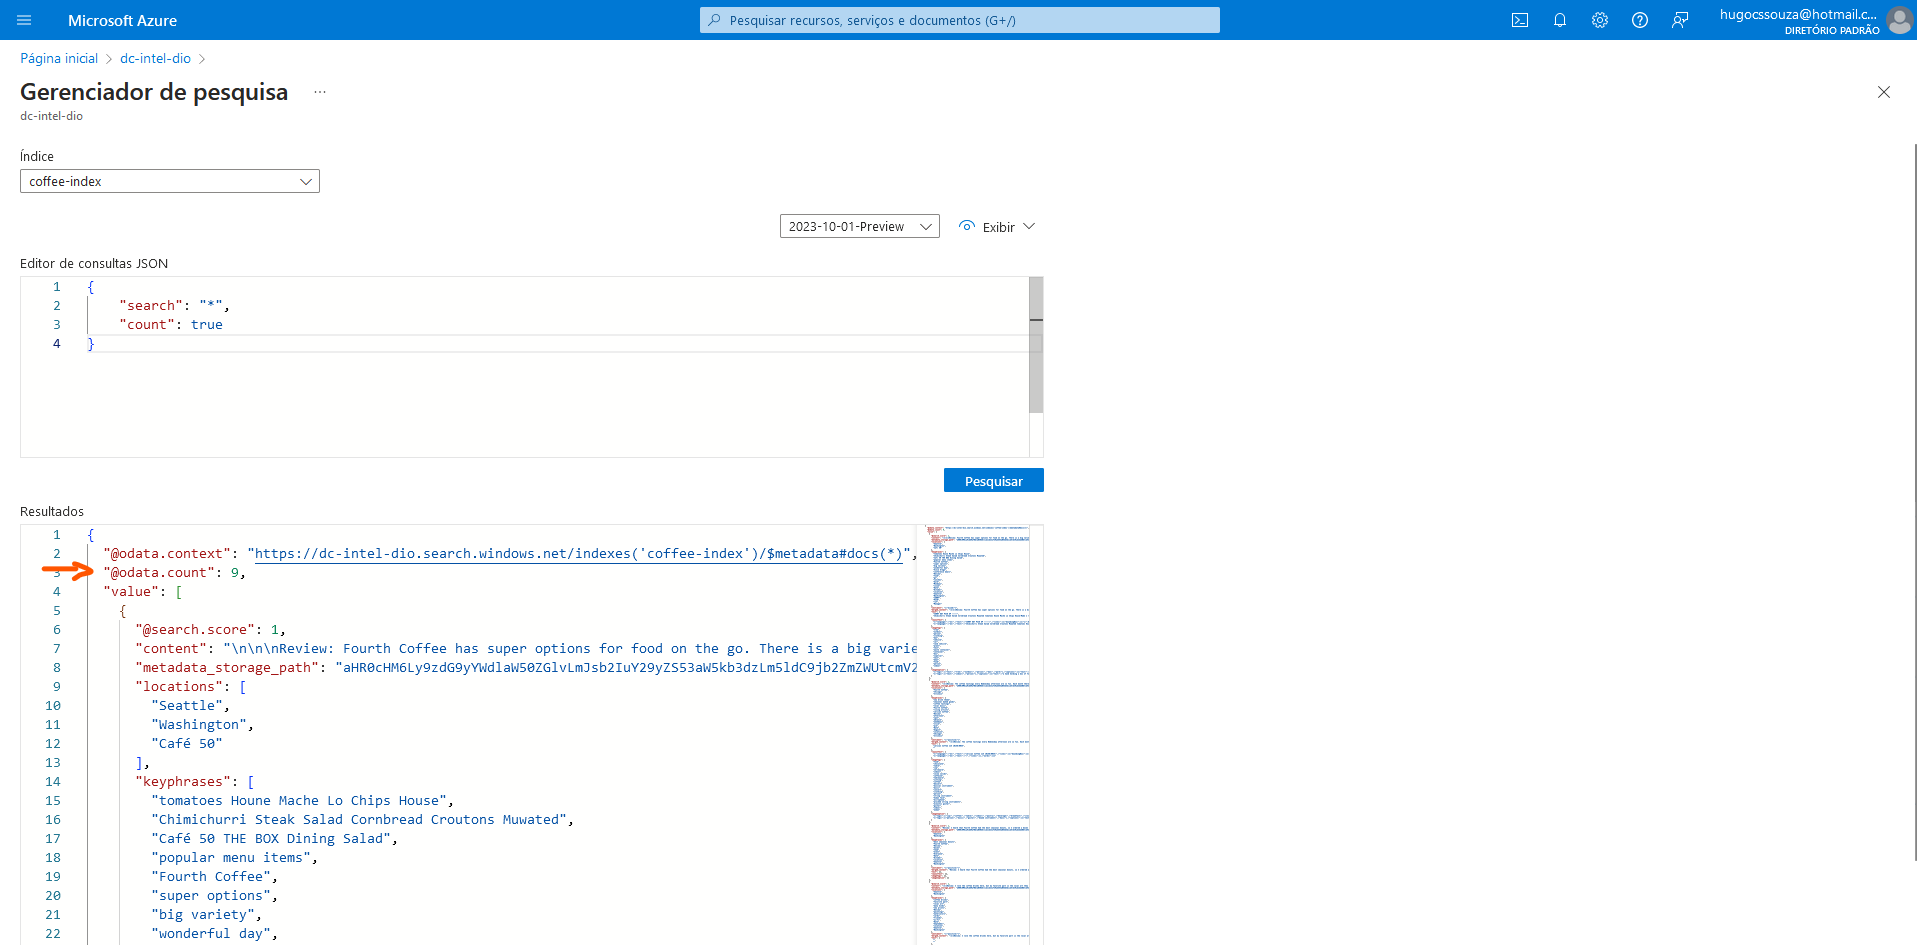 Microsoft Azure
Pesquisar recursos, serviços e documentos (G+/)
hugocssouza@hotmail.c...
DIRETÓRIO PADRÃO
Página inicial > dc-intel-dio >
Gerenciador de pesquisa ...
dc-intel-dio
Índice
coffee-index
2023-10-01-Preview
Exibir
Editor de consultas JSON
1 {
2 "search": "*",
3 "count": true
4 }
Pesquisar
Resultados
1 {
2 "@odata.context": "https://dc-intel-dio.search.windows.net/indexes('coffee-index')/$metadata#docs(*)",
3 "@odata.count": 9,
4 "value": [
5 {
6 "@search.score": 1,
7 "content": "\n\n\nReview: Fourth Coffee has super options for food on the go. There is a big varie
8 "metadata_storage_path": "aHR0cHM6Ly9zdG9yYWdlaW50ZGlvLmJsb2IuY29yZS53aW5kb3dzLm5ldC9jb2ZmZWUtcmV2
9 "locations": [
10 "Seattle",
11 "Washington",
12 "Café 50"
13 ],
14 "keyphrases": [
15 "tomatoes Houne Mache Lo Chips House",
16 "Chimichurri Steak Salad Cornbread Croutons Muwated",
17 "Café 50 THE BOX Dining Salad",
18 "popular menu items",
19 "Fourth Coffee",
20 "super options",
21 "big variety",
22 "wonderful day",